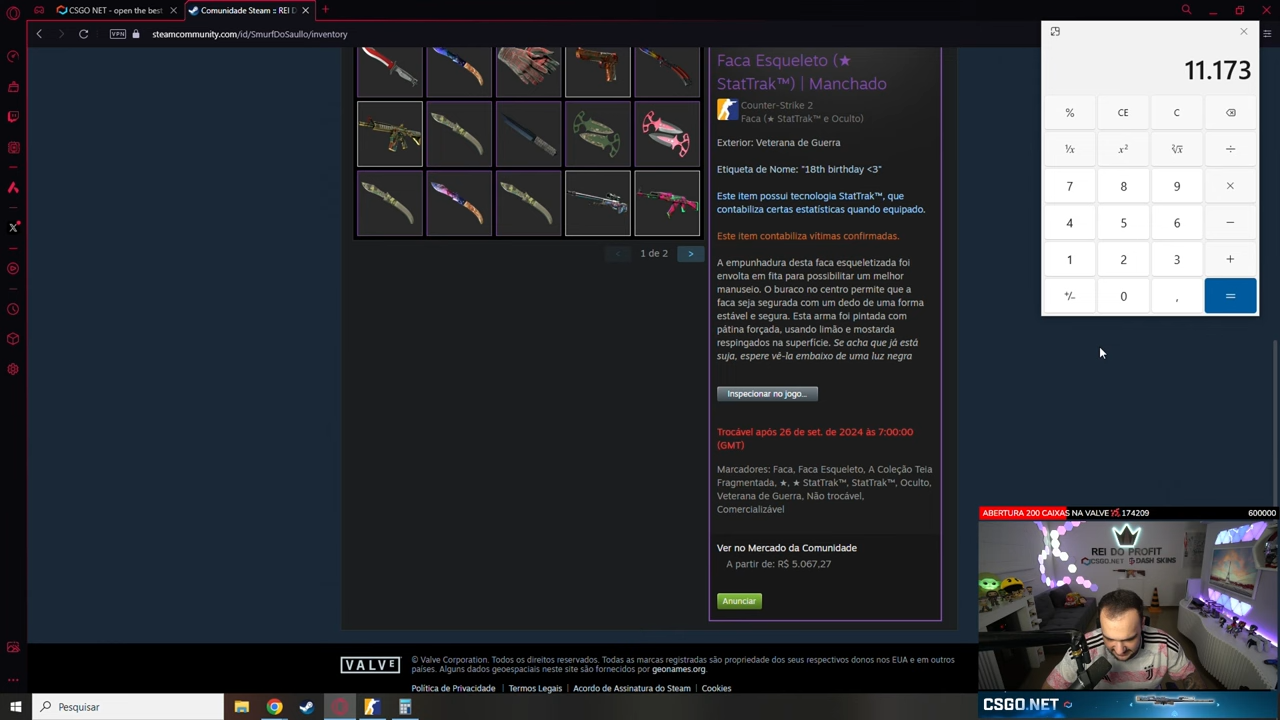 CSGO NET - open the best
Comunidade Steam :: REI D
VPN
steamcommunity.com/id/SmurfDoSaullo/inventory
1 de 2
Faca Esqueleto (★
StatTrak™) | Manchado
Counter-Strike 2
Faca (★ StatTrak™ e Oculto)
Exterior: Veterana de Guerra
Etiqueta de Nome: "18th birthday <3"
Este item possui tecnologia StatTrak™, que
contabiliza certas estatísticas quando equipado.
Este item contabiliza vítimas confirmadas.
A empunhadura desta faca esqueletizada foi
envolta em fita para possibilitar um melhor
manuseio. O buraco no centro permite que a
faca seja segurada com um dedo de uma forma
estável e segura. Esta arma foi pintada com
pátina forçada, usando limão e mostarda
respingados na superfície. Se acha que já está
suja, espere vê-la embaixo de uma luz negra
Inspecionar no jogo...
Trocável após 26 de set. de 2024 às 7:00:00
(GMT)
Marcadores: Faca, Faca Esqueleto, A Coleção Teia
Fragmentada, ★, ★ StatTrak™, StatTrak™, Oculto,
Veterana de Guerra, Não trocável,
Comercializável
Ver no Mercado da Comunidade
A partir de: R$ 5.067,27
Anunciar
11.173
% CE C
¹/x x² ²√x ÷
7 8 9 ×
4 5 6 −
1 2 3 +
+/− 0 , =
ABERTURA 200 CAIXAS NA VALVE 174209 600000
REI DO PROFIT
CSGO.NET DASH SKINS
CSGO.NET
VALVE
© Valve Corporation. Todos os direitos reservados. Todas as marcas registradas são propriedade dos seus respectivos donos nos EUA e em outros
países. Alguns dados geoespaciais neste site são fornecidos por geonames.org.
Política de Privacidade | Termos Legais | Acordo de Assinatura do Steam | Cookies
Pesquisar